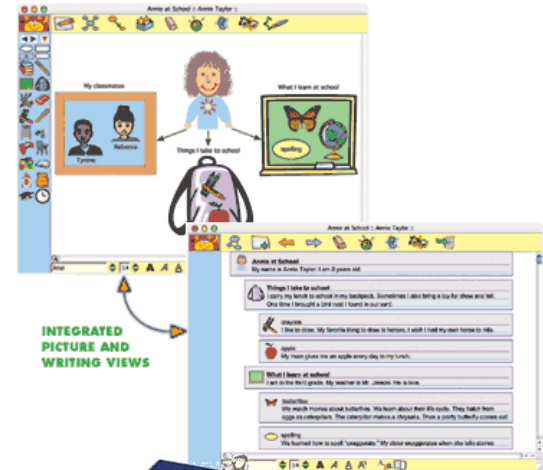 Annie at School :: Annie Taylor
My classmates
What I learn at school
Tyrone
Rebecca
Things I take to school
spelling
Arial
14
A A A
Annie at School :: Annie Taylor
Annie at School
My name is Annie Taylor. I am 8 years old.
Things I take to school
I carry my lunch to school in my backpack. Sometimes I also bring a toy for show and tell.
One time I brought a bird nest I found in our yard.
crayons
I like to draw. My favorite thing to draw is horses. I wish I had my own horse to ride.
apple
My mom gives me an apple every day in my lunch.
What I learn at school
I am in the third grade. My teacher is Mr. He is nice.
butterflies
We watch movies about butterflies. We learn about their life cycle. They hatch from
eggs as caterpillars. The caterpillar makes a chrysalis. Then a pretty butterfly comes out!
spelling
We learned how to spell "exaggerate." My sister exaggerates when she tells stories.
14
A A A
INTEGRATED
PICTURE AND
WRITING VIEWS